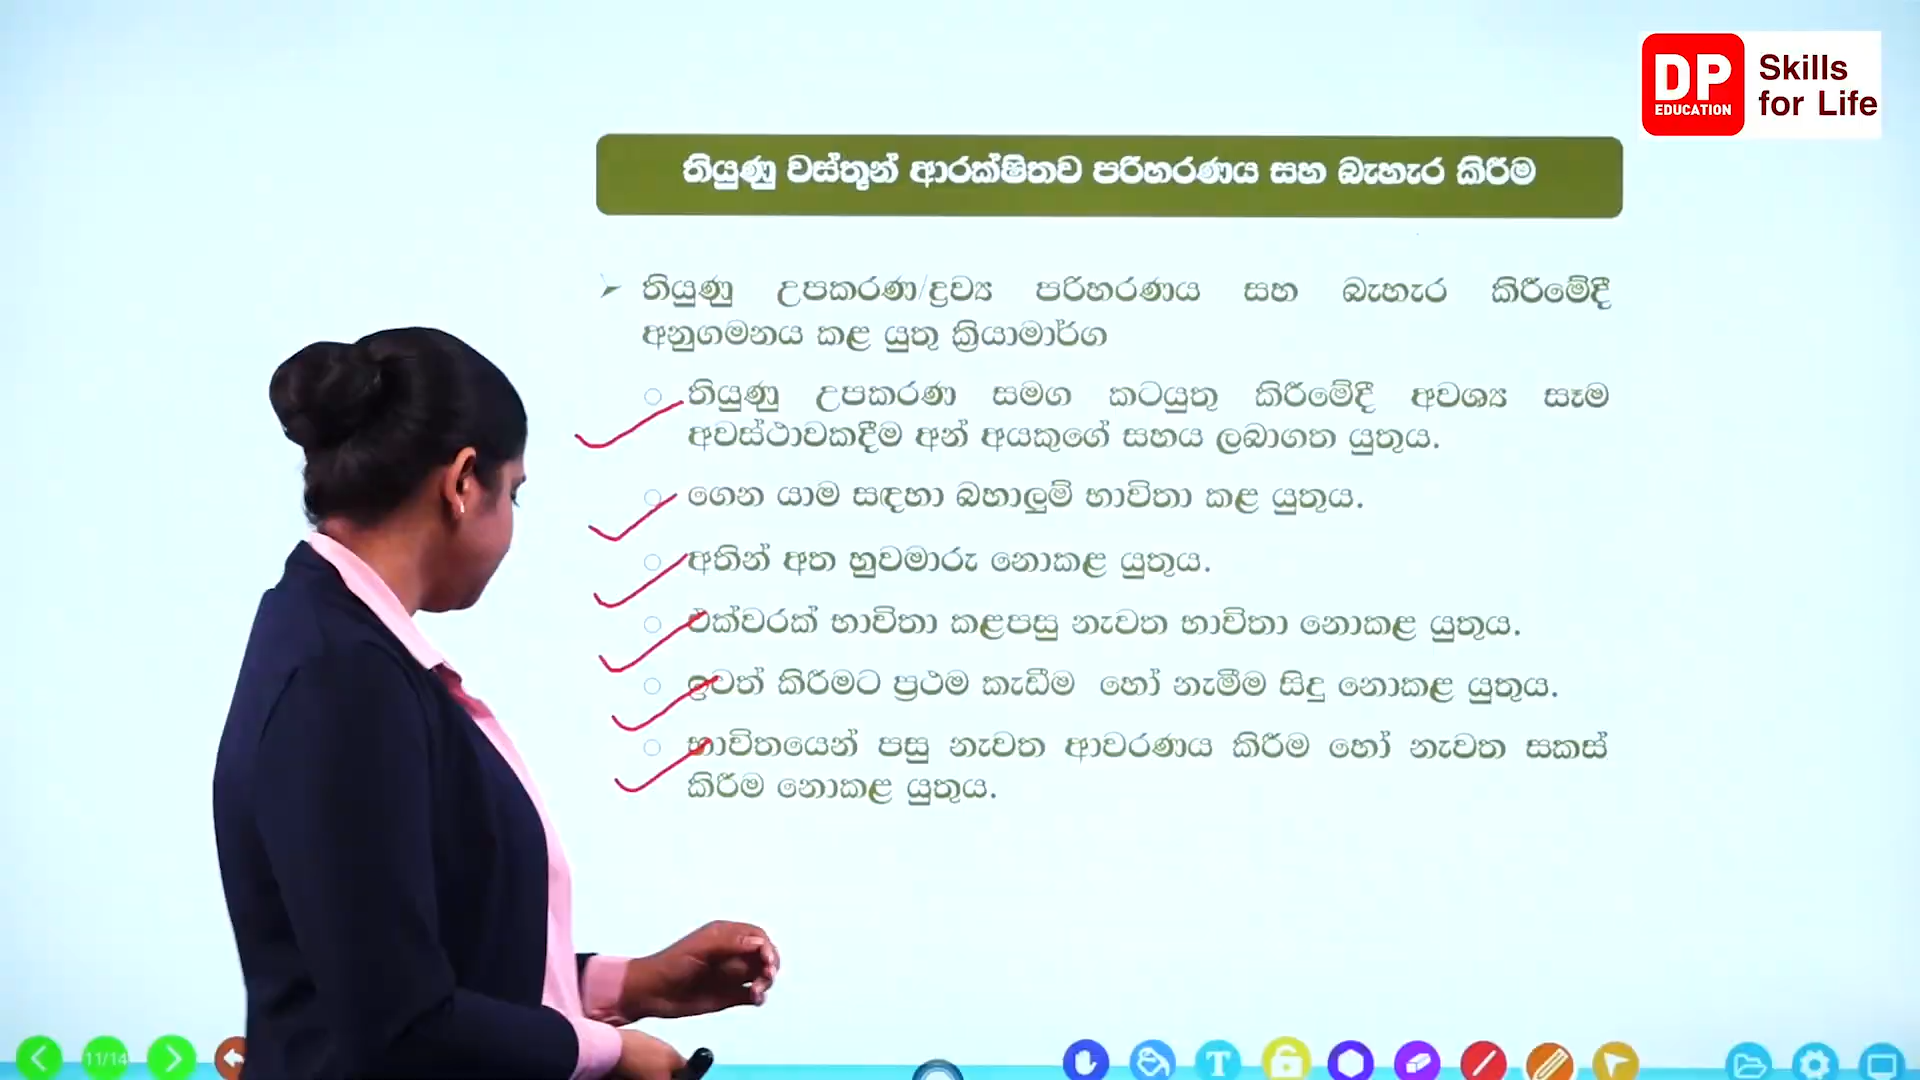 DP
EDUCATION
Skills
for Life
තියුණු වස්තූන් ආරක්ෂිතව පරිහරණය සහ බැහැර කිරීම
තියුණු උපකරණ/ද්‍රව්‍ය පරිහරණය සහ බැහැර කිරීමේදී
අනුගමනය කළ යුතු ක්‍රියාමාර්ග
තියුණු උපකරණ සමග කටයුතු කිරීමේදී අවශ්‍ය සෑම
අවස්ථාවකදීම අන් අයකුගේ සහය ලබාගත යුතුය.
ගෙන යාම සඳහා බහාලුම් භාවිතා කළ යුතුය.
අතින් අත හුවමාරු නොකළ යුතුය.
එක්වරක් භාවිතා කළපසු නැවත භාවිතා නොකළ යුතුය.
ඉවත් කිරීමට ප්‍රථම කැඩීම හෝ නැමීම සිදු නොකළ යුතුය.
භාවිතයෙන් පසු නැවත ආවරණය කිරීම හෝ නැවත සකස්
කිරීම නොකළ යුතුය.
11/14
T